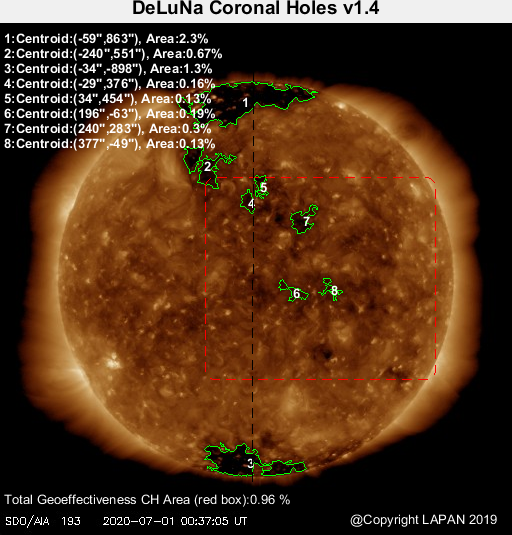 DeLuNa Coronal Holes v1.4
1:Centroid:(-59",863"), Area:2.3%
2:Centroid:(-240",551"), Area:0.67%
3:Centroid:(-34",-898"), Area:1.3%
4:Centroid:(-29",376"), Area:0.16%
5:Centroid:(34",454"), Area:0.13%
6:Centroid:(196",-63"), Area:0.19%
7:Centroid:(240",283"), Area:0.3%
8:Centroid:(377",-49"), Area:0.13%
1
2
5
4
7
6
8
3
Total Geoeffectiveness CH Area (red box):0.96 %
SDO/AIA 193 2020-07-01 00:37:05 UT
@Copyright LAPAN 2019